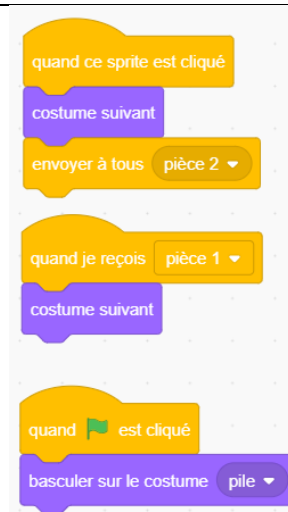 quand ce sprite est cliqué
costume suivant
envoyer à tous pièce 2
quand je reçois pièce 1
costume suivant
quand est cliqué
basculer sur le costume pile